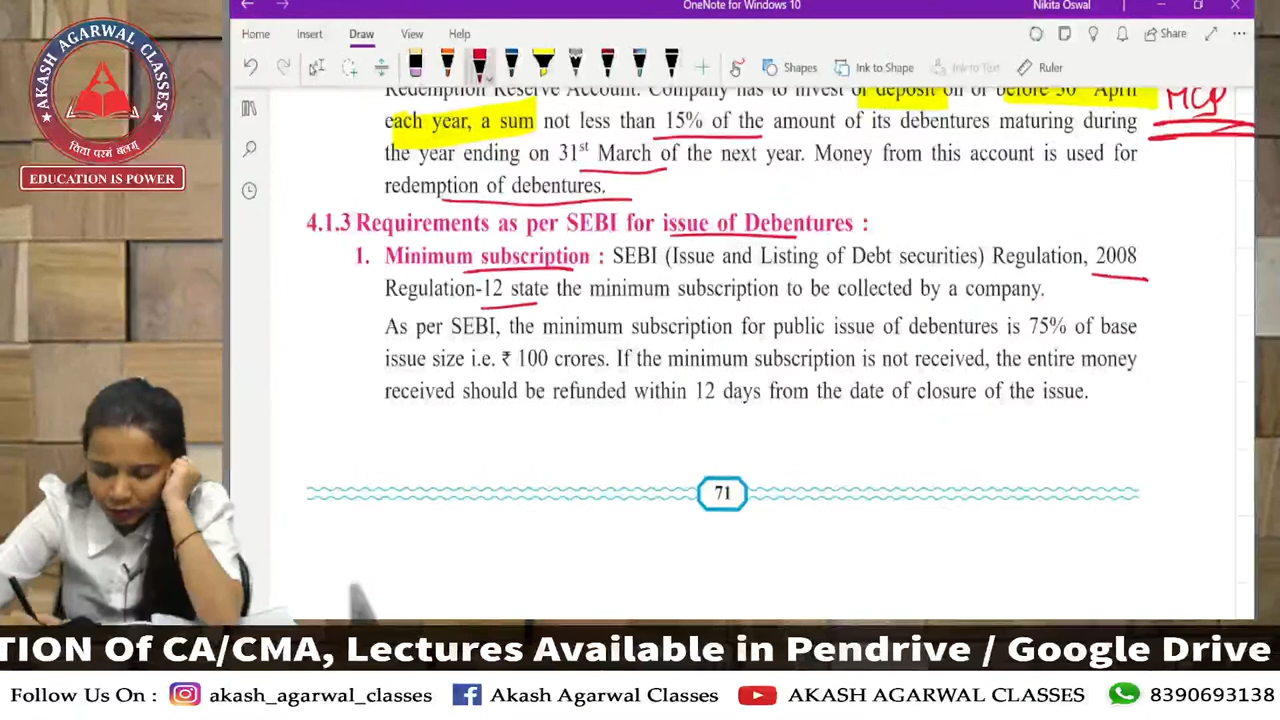 OneNote for Windows 10
Nikita Oswal
Home Insert Draw View Help
Share
Shapes Ink to Shape Ink to Text Ruler
AKASH AGARWAL CLASSES
तिया परमं बलम्
EDUCATION IS POWER
Redemption Reserve Account. Company has to invest or deposit on or before 30th April
MCQ
each year, a sum not less than 15% of the amount of its debentures maturing during
the year ending on 31st March of the next year. Money from this account is used for
redemption of debentures.
4.1.3 Requirements as per SEBI for issue of Debentures :
1. Minimum subscription : SEBI (Issue and Listing of Debt securities) Regulation, 2008
Regulation-12 state the minimum subscription to be collected by a company.
As per SEBI, the minimum subscription for public issue of debentures is 75% of base
issue size i.e. ₹ 100 crores. If the minimum subscription is not received, the entire money
received should be refunded within 12 days from the date of closure of the issue.
71
TION Of CA/CMA, Lectures Available in Pendrive / Google Drive
Follow Us On : akash_agarwal_classes Akash Agarwal Classes AKASH AGARWAL CLASSES 8390693138